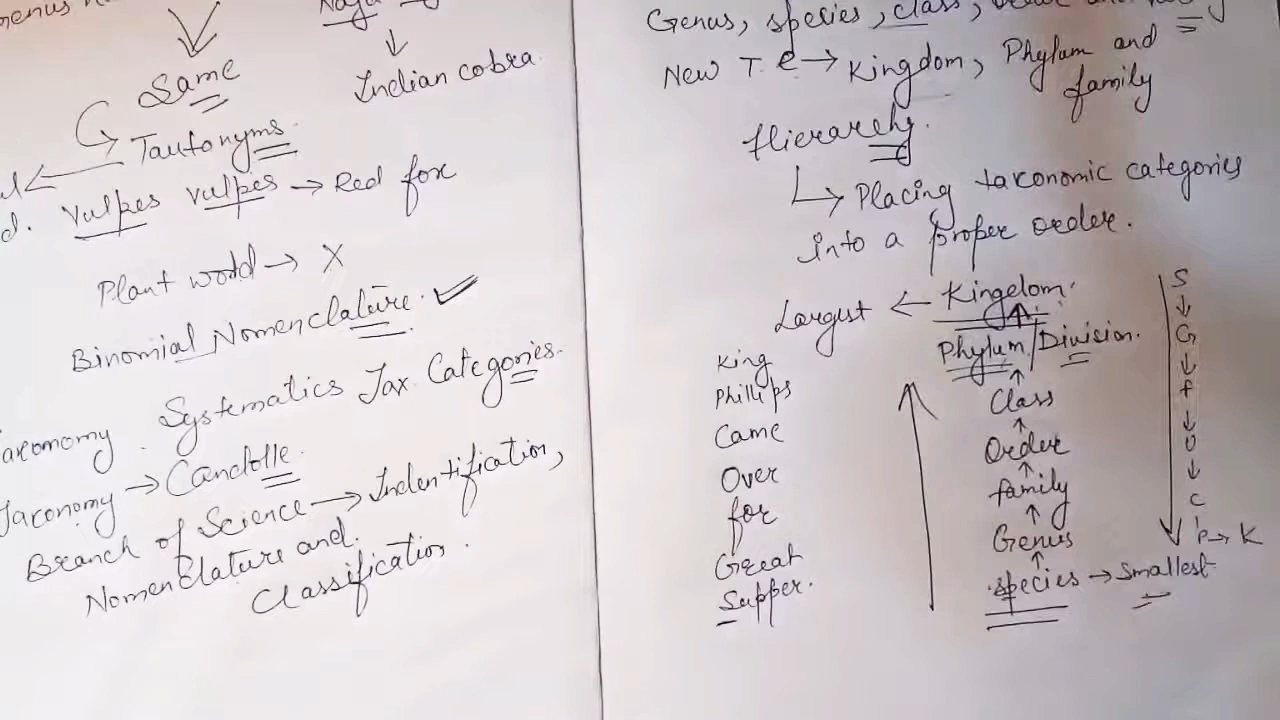 Same
Indian cobra
Tautonyms.
d. Vulpes vulpes → Red fox
Plant world → X
Binomial Nomenclature. ✓
Systematics Tax Categories.
Taxonomy
Taxonomy → Candolle
Branch of Science → Indentification,
Nomenclature and
Classification.
Genus, species, class,
New T. e → Kingdom, Phylum and
family
Hierarchy.
↳ Placing taxonomic categories
into a proper order.
Largest ← Kingdom.
Phylum/Division.
Class
Order
family
Genus
species → smallest
King
Phillips
Came
Over
for
Great
Supper.
S
↓
G
↓
f
↓
O
↓
C
↓
P → K